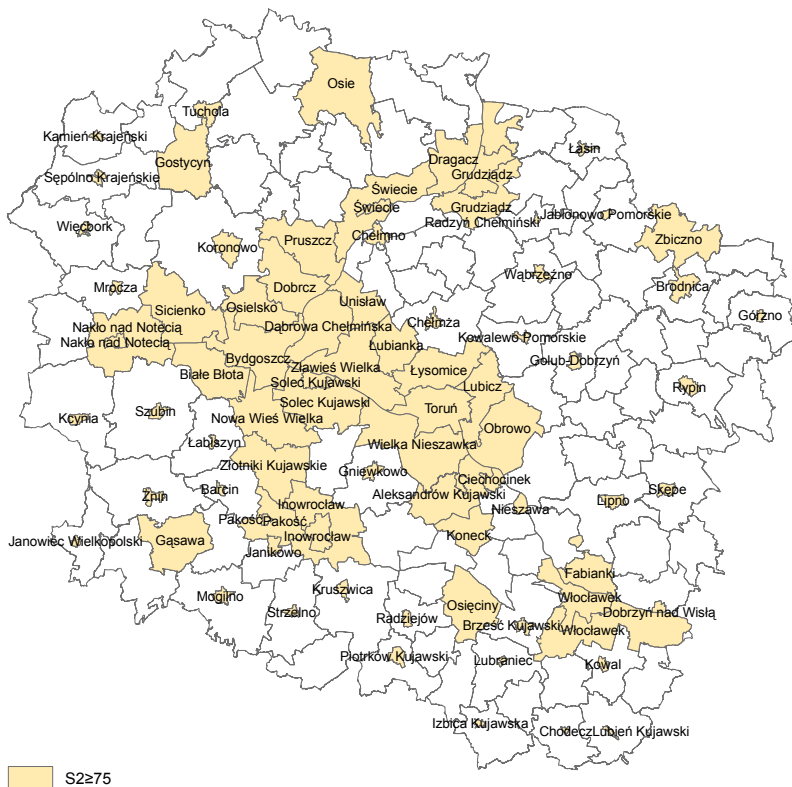 Osie
Tuchola
Kamień Krajeński
Łasin
Dragacz
Gostycyn
Grudziądz
Sępólno Krajeńskie
Świecie
Świecie
Grudziądz
Jabłonowo Pomorskie
Radzyń Chełmiński
Więcbork
Chełmno
Pruszcz
Zbiczno
Koronowo
Wąbrzeźno
Mrocza
Dobrcz
Brodnica
Unisław
Sicienko
Osielsko
Górzno
Chełmża
Nakło nad Notecią
Dąbrowa Chełmińska
Kowalewo Pomorskie
Nakło nad Notecią
Łubianka
Bydgoszcz
Golub-Dobrzyń
Zławieś Wielka
Łysomice
Białe Błota
Solec Kujawski
Lubicz
Rypin
Solec Kujawski
Toruń
Szubin
Kcynia
Nowa Wieś Wielka
Obrowo
Łabiszyn
Wielka Nieszawka
Złotniki Kujawskie
Gniewkowo
Ciechocinek
Barcin
Skępe
Żnin
Aleksandrów Kujawski
Lipno
Inowrocław
Nieszawa
Pakość
Pakość
Koneck
Janowiec Wielkopolski
Gąsawa
Inowrocław
Janikowo
Fabianki
Kruszwica
Mogilno
Włocławek
Osięciny
Strzelno
Dobrzyń nad Wisłą
Radziejów
Brześć Kujawski
Włocławek
Piotrków Kujawski
Lubraniec
Kowal
Izbica Kujawska
Chodecz
Lubień Kujawski
S2≥75